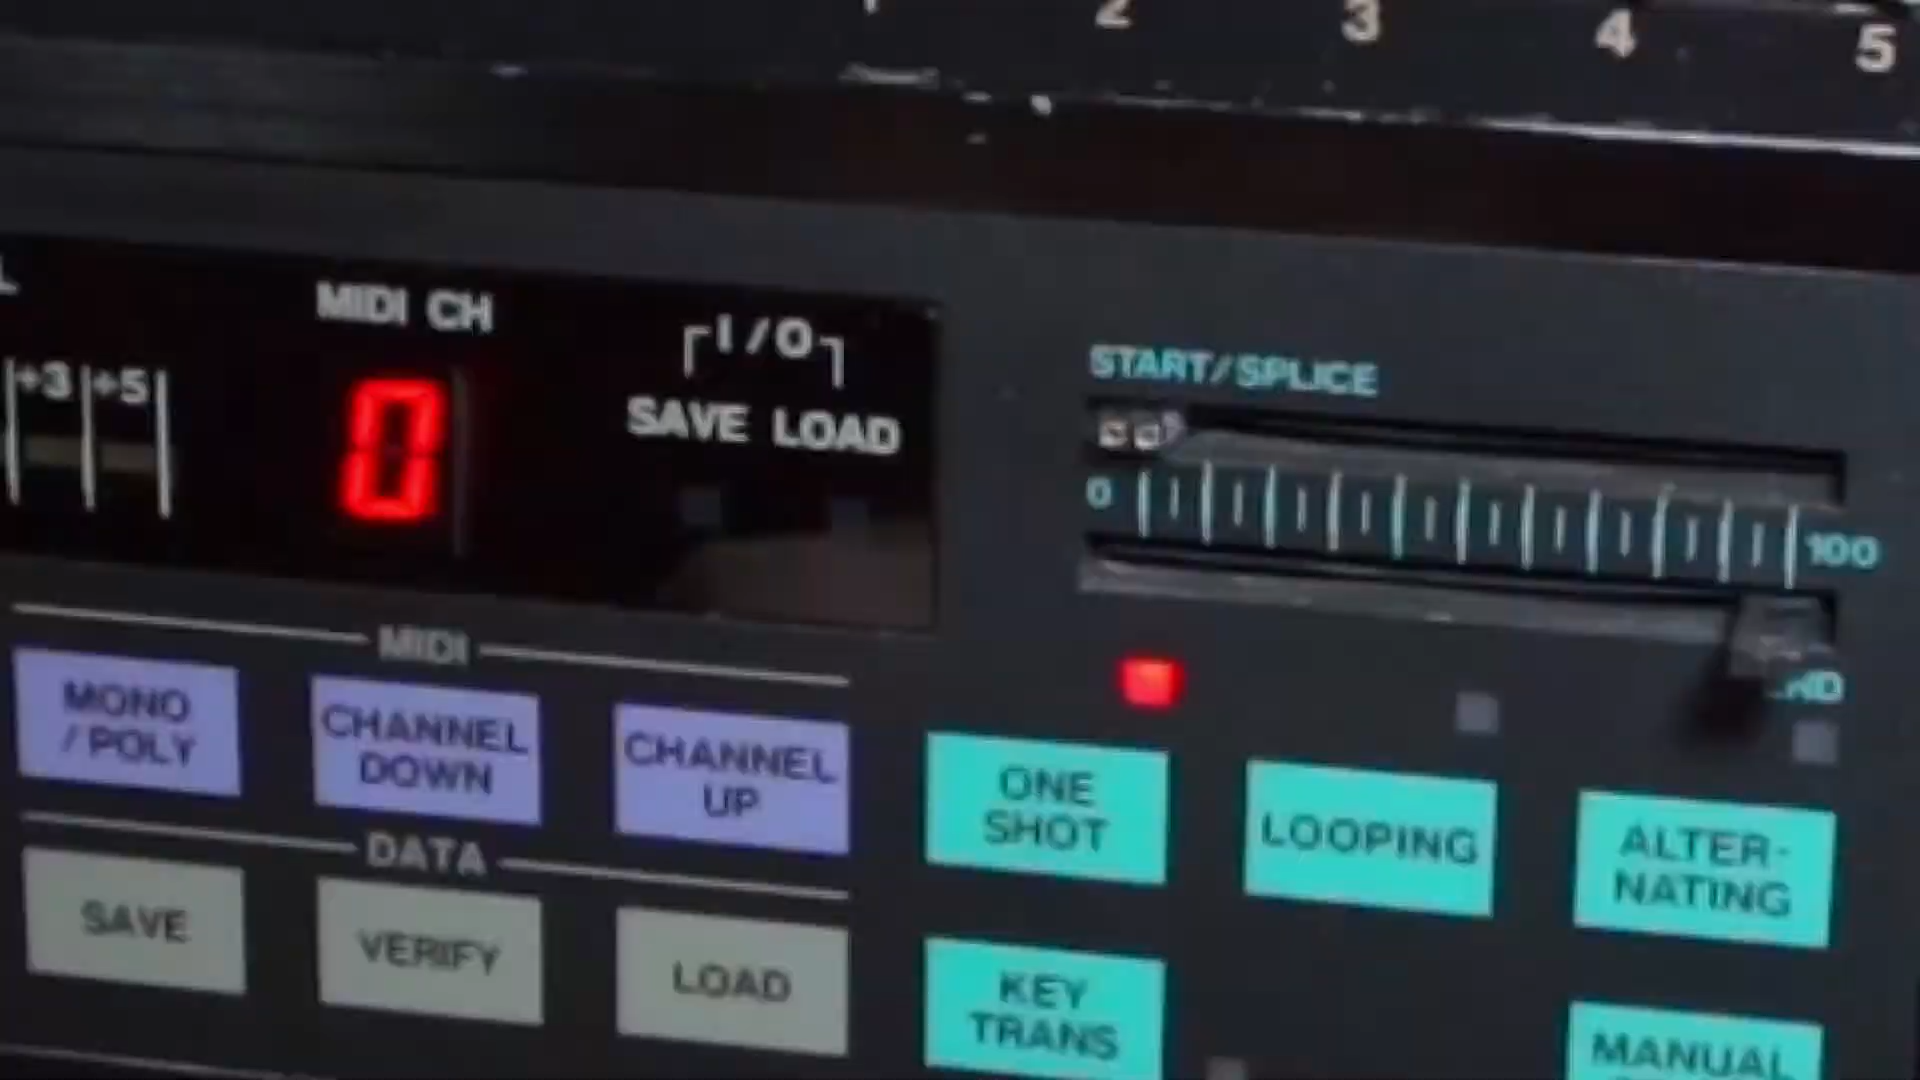 2 3 4 5
MIDI CH
I/O
+3 +5
0
SAVE LOAD
START/SPLICE
0
100
MIDI
MONO
/POLY
CHANNEL
DOWN
CHANNEL
UP
ONE
SHOT
LOOPING
ALTER-
NATING
DATA
SAVE
VERIFY
LOAD
KEY
TRANS
MANUAL